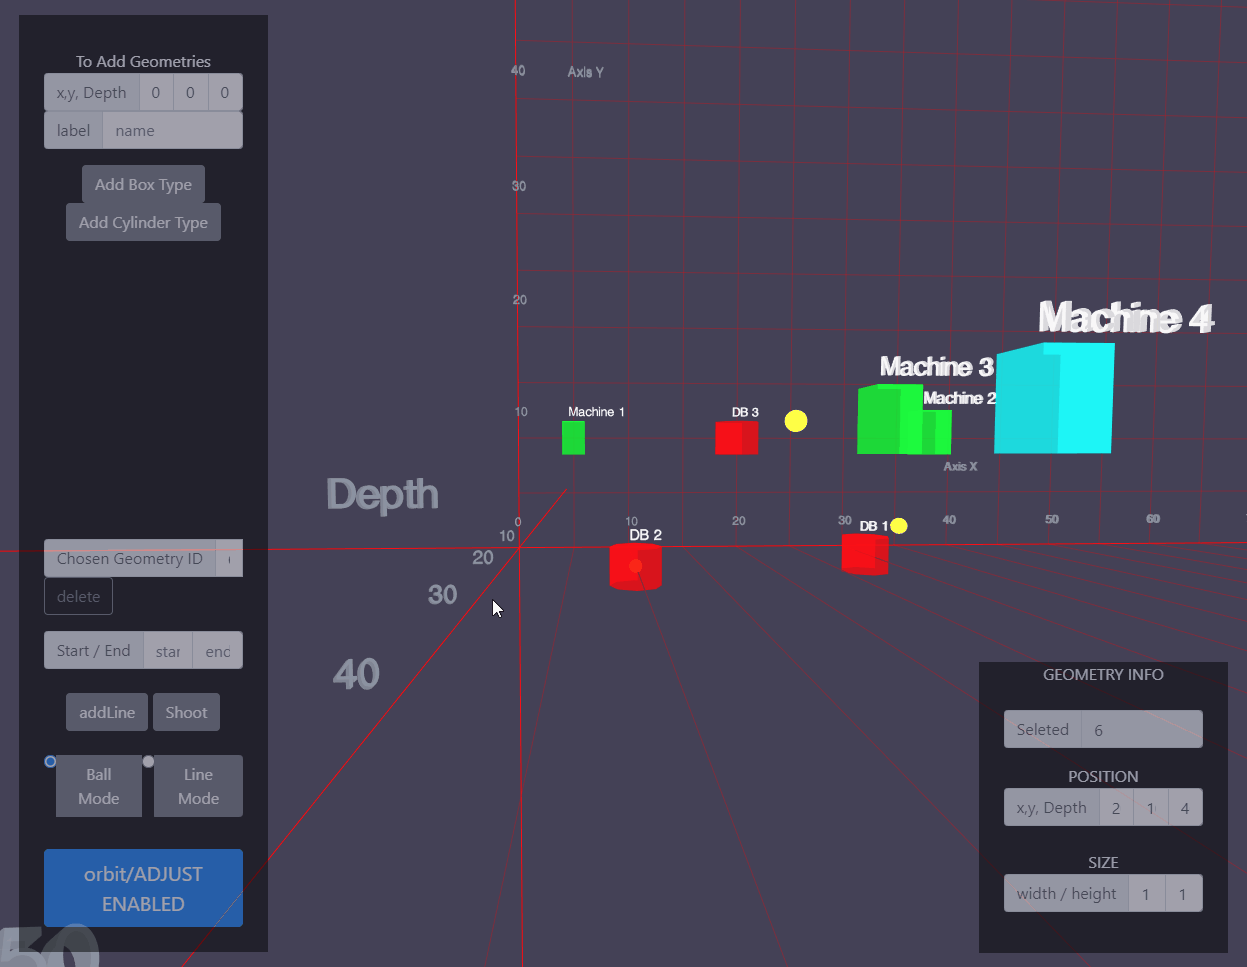 To Add Geometries
x,y, Depth 0 0 0
label name
Add Box Type
Add Cylinder Type
Chosen Geometry ID
delete
Start / End star end
addLine Shoot
Ball Mode
Line Mode
orbit/ADJUST
ENABLED
40 Axis Y
30
20
10
Machine 1
DB 3
Machine 3
Machine 2
Machine 4
Axis X
Depth
0 10 20 30 40 50 60
10
20
30
40
50
DB 2
DB 1
GEOMETRY INFO
Seleted 6
POSITION
x,y, Depth 2 1 4
SIZE
width / height 1 1